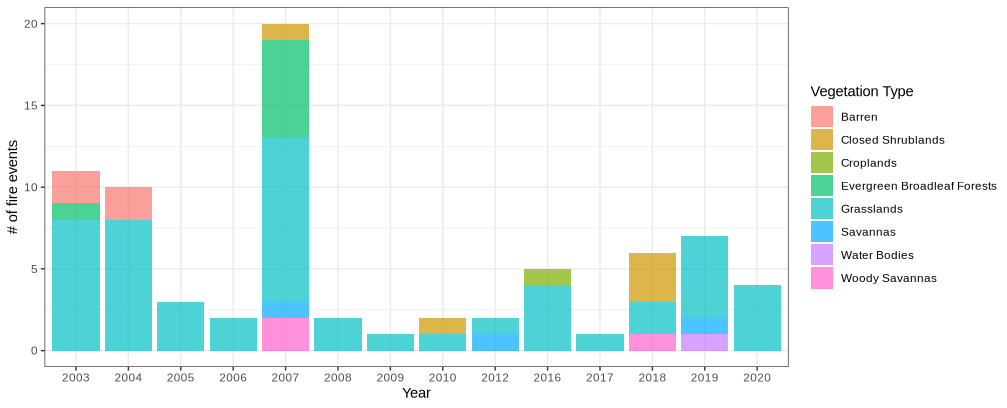 20
15
10
5
0
# of fire events
2003 2004 2005 2006 2007 2008 2009 2010 2012 2016 2017 2018 2019 2020
Year
Vegetation Type
Barren
Closed Shrublands
Croplands
Evergreen Broadleaf Forests
Grasslands
Savannas
Water Bodies
Woody Savannas